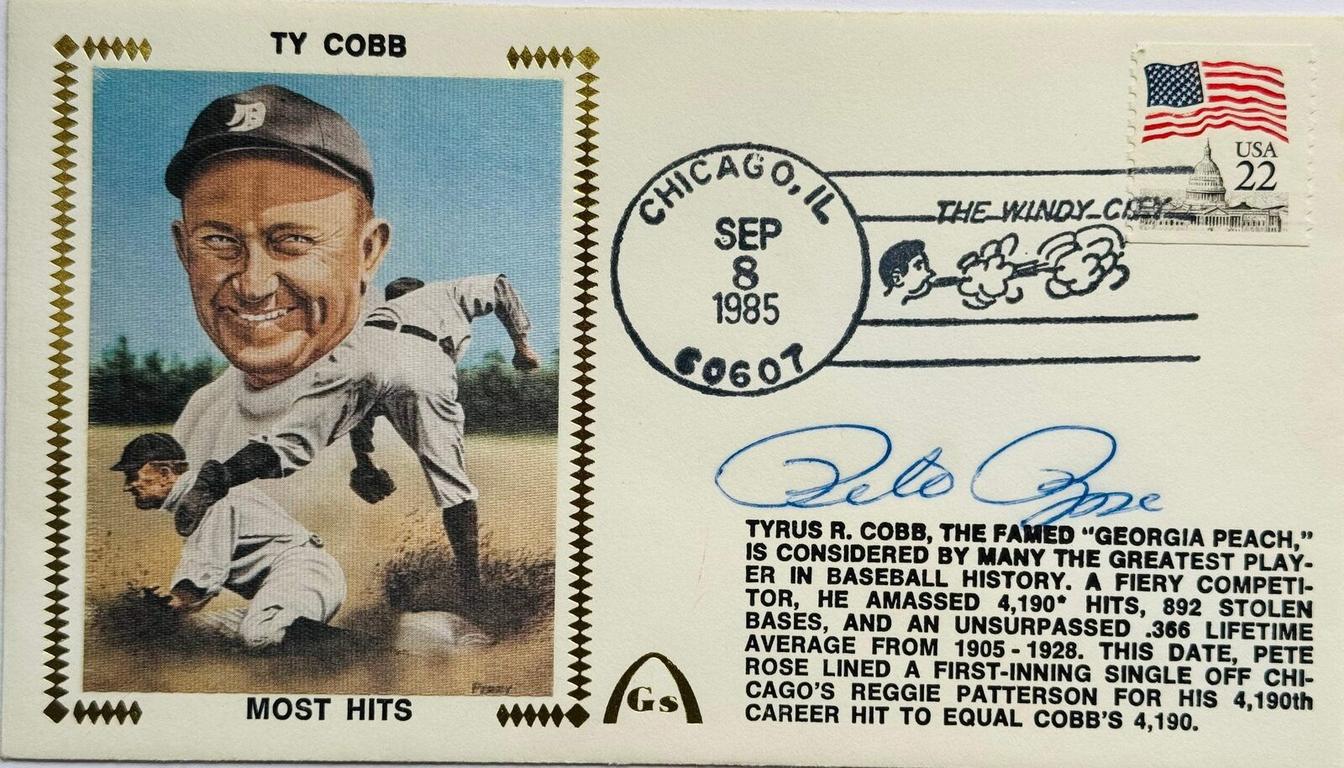 TY COBB
MOST HITS
Perry
Gs
CHICAGO, IL
SEP
8
1985
60607
THE WINDY CITY
USA
22
Pete Rose
TYRUS R. COBB, THE FAMED “GEORGIA PEACH,”
IS CONSIDERED BY MANY THE GREATEST PLAY-
ER IN BASEBALL HISTORY. A FIERY COMPETI-
TOR, HE AMASSED 4,190* HITS, 892 STOLEN
BASES, AND AN UNSURPASSED .366 LIFETIME
AVERAGE FROM 1905 - 1928. THIS DATE, PETE
ROSE LINED A FIRST-INNING SINGLE OFF CHI-
CAGO'S REGGIE PATTERSON FOR HIS 4,190th
CAREER HIT TO EQUAL COBB'S 4,190.